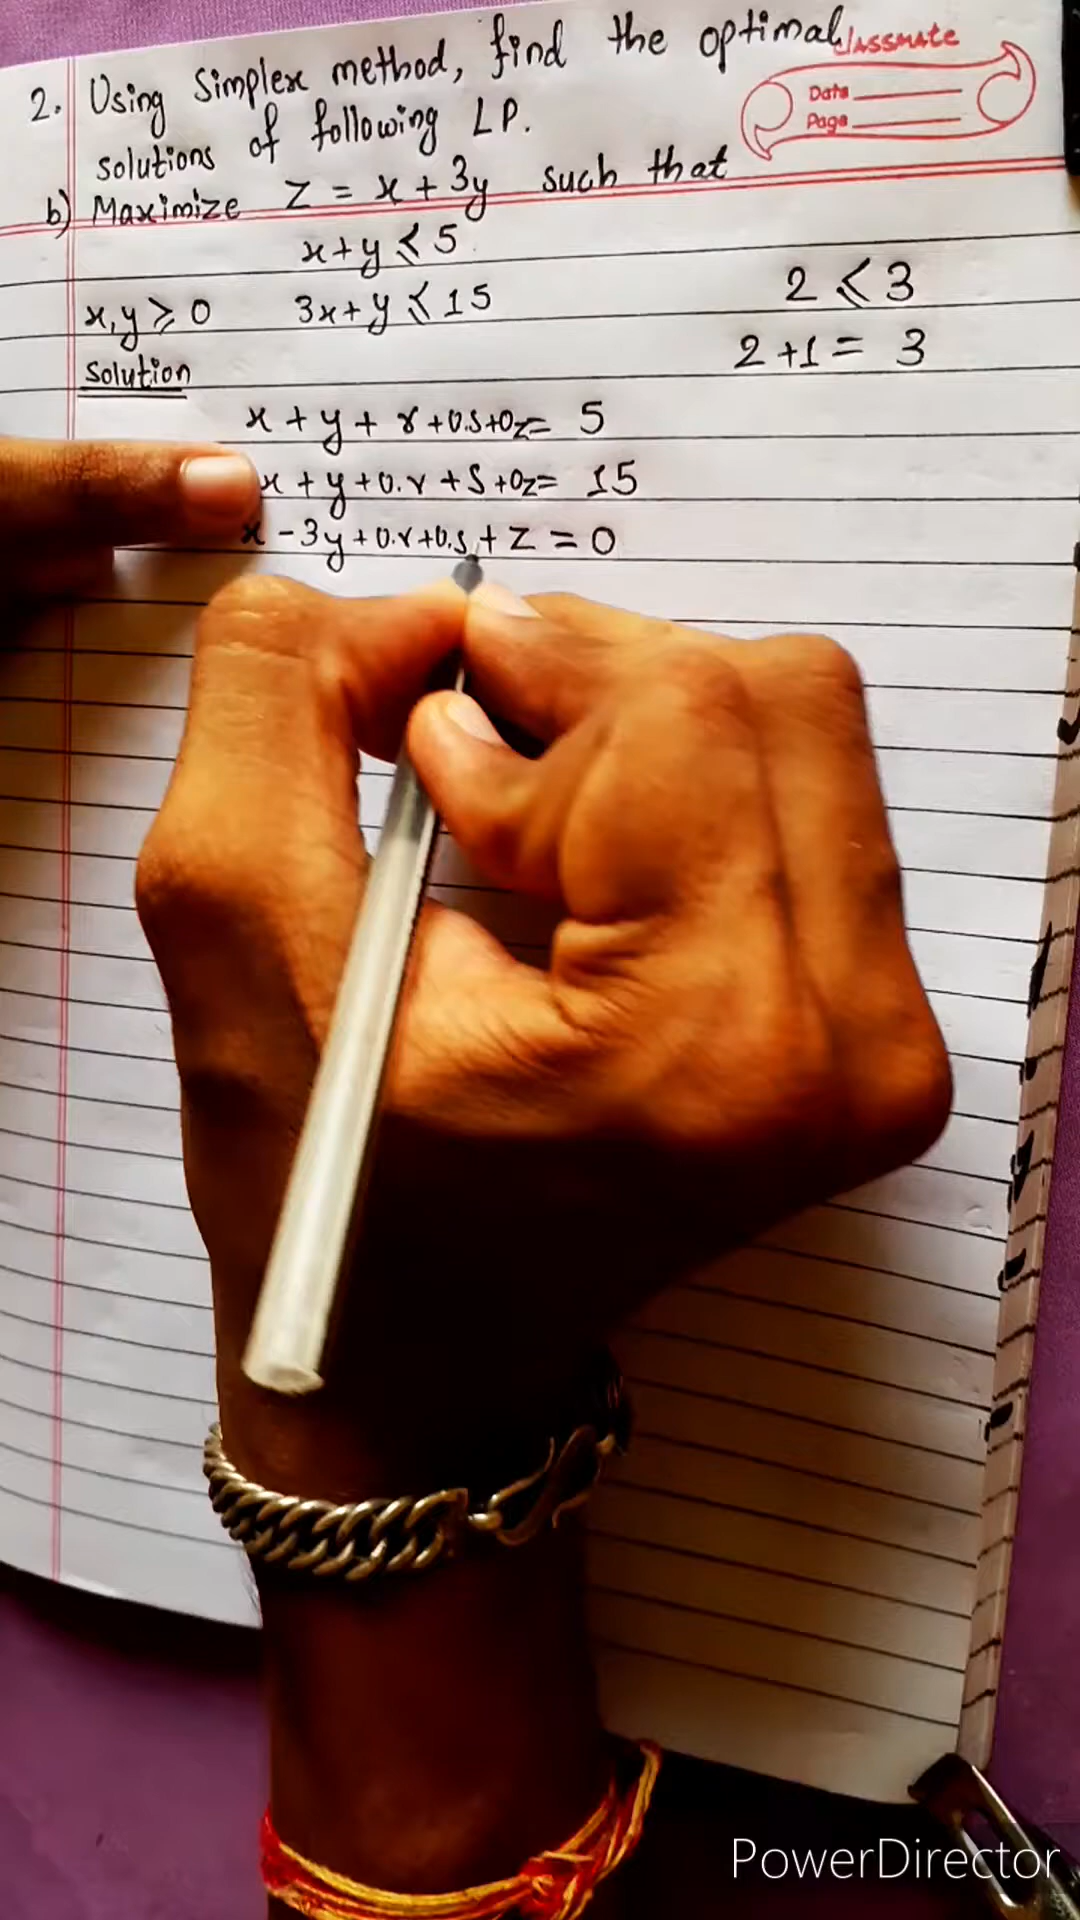 2. Using Simplex method, find the optimal
classmate
Date
Page
solutions of following LP.
b) Maximize Z = x + 3y such that
x + y ≤ 5
x, y ≥ 0 3x + y ≤ 15
2 ≤ 3
2 + 1 = 3
Solution
x + y + r + 0.s + 0z = 5
x + y + 0.r + s + 0z = 15
x - 3y + 0.r + 0.s + z = 0
PowerDirector